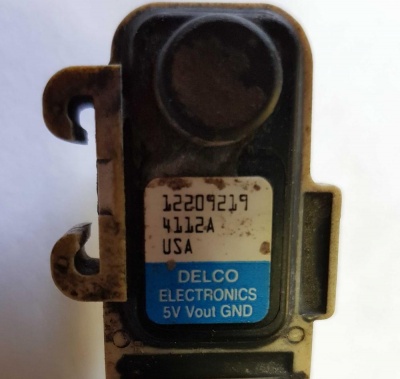 12209219
4112A
USA
DELCO
ELECTRONICS
5V Vout GND